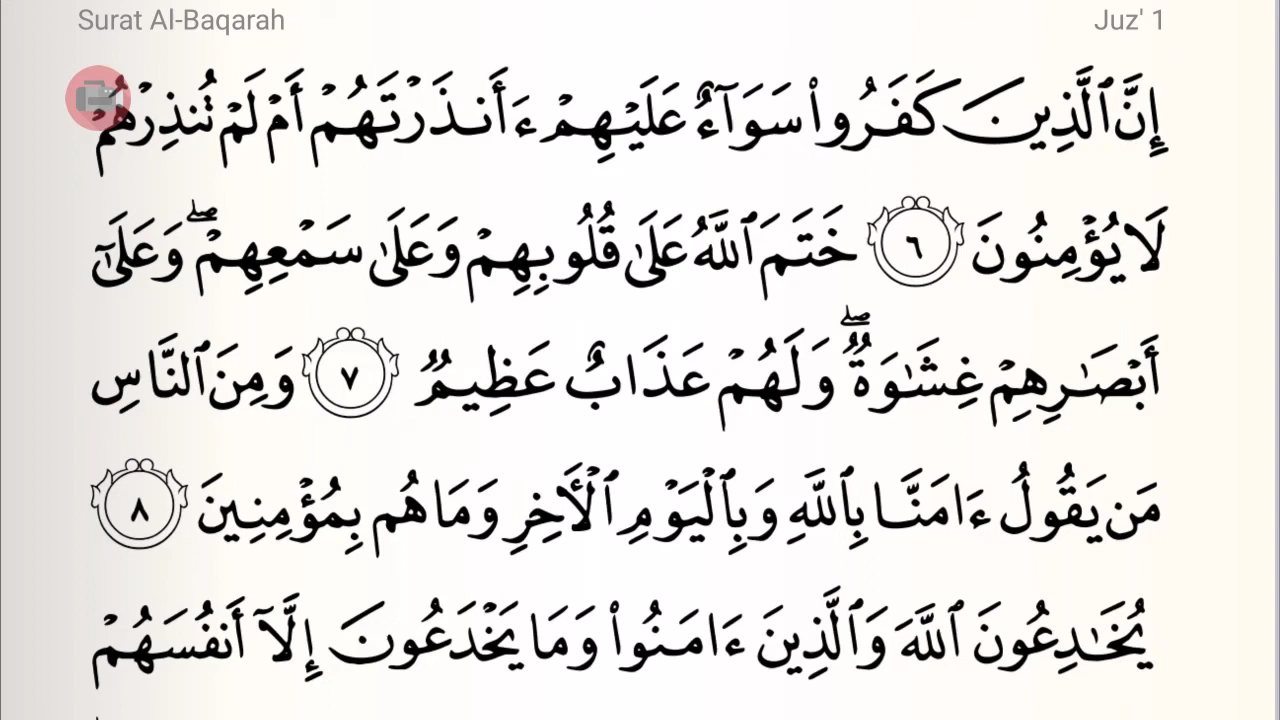 Surat Al-Baqarah Juz' 1
إِنَّ ٱلَّذِينَ كَفَرُوا۟ سَوَآءٌ عَلَيْهِمْ ءَأَنذَرْتَهُمْ أَمْ لَمْ تُنذِرْهُمْ
لَا يُؤْمِنُونَ ٦ خَتَمَ ٱللَّهُ عَلَىٰ قُلُوبِهِمْ وَعَلَىٰ سَمْعِهِمْ ۖ وَعَلَىٰٓ
أَبْصَـٰرِهِمْ غِشَـٰوَةٌ ۖ وَلَهُمْ عَذَابٌ عَظِيمٌ ٧ وَمِنَ ٱلنَّاسِ
مَن يَقُولُ ءَامَنَّا بِٱللَّهِ وَبِٱلْيَوْمِ ٱلْـَٔاخِرِ وَمَا هُم بِمُؤْمِنِينَ ٨
يُخَـٰدِعُونَ ٱللَّهَ وَٱلَّذِينَ ءَامَنُوا۟ وَمَا يَخْدَعُونَ إِلَّآ أَنفُسَهُمْ